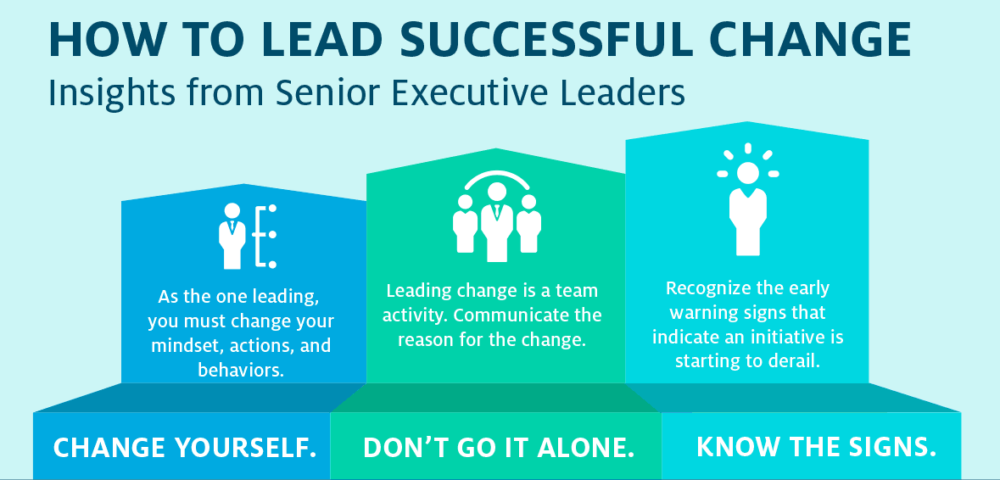 HOW TO LEAD SUCCESSFUL CHANGE
Insights from Senior Executive Leaders
As the one leading,
you must change your
mindset, actions, and
behaviors.
Leading change is a team
activity. Communicate the
reason for the change.
Recognize the early
warning signs that
indicate an initiative is
starting to derail.
CHANGE YOURSELF.
DON’T GO IT ALONE.
KNOW THE SIGNS.